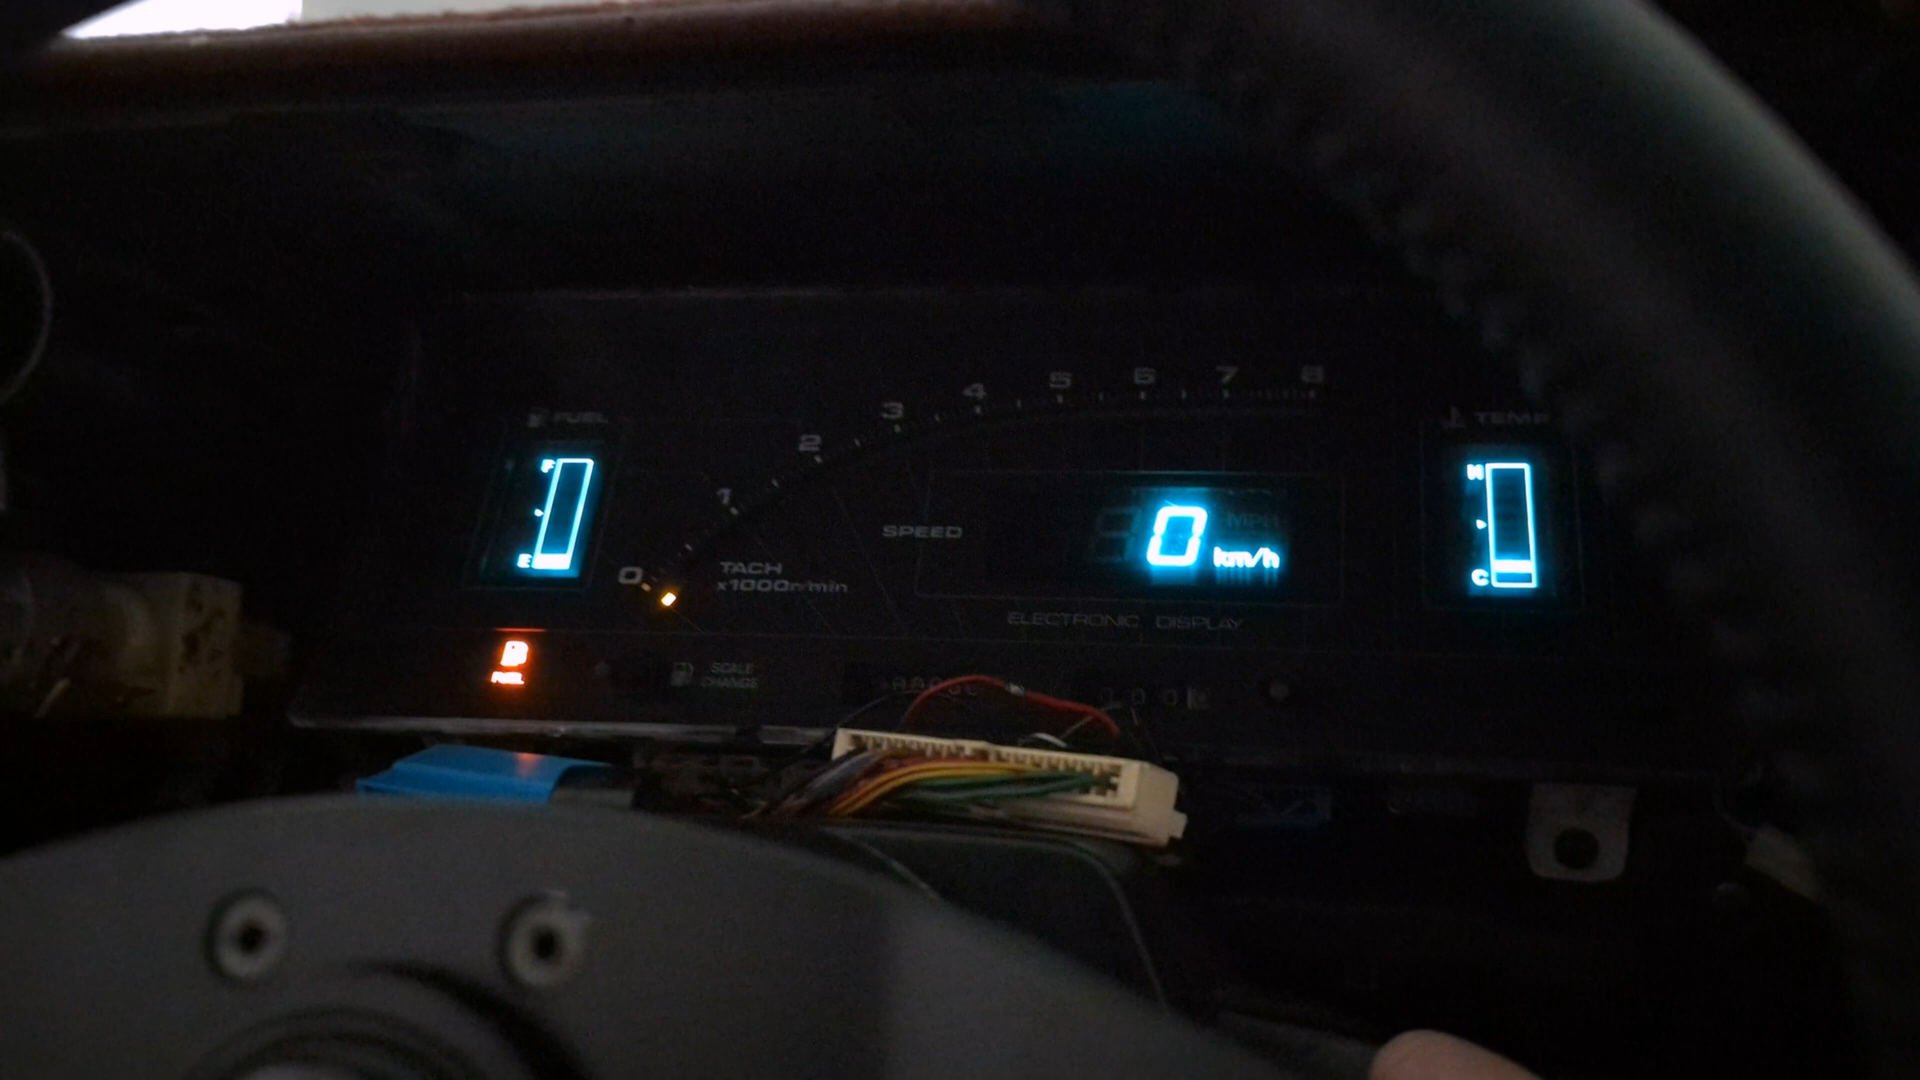 8
7
6
5
4
3
2
1
0
FUEL
F
E
TACH
x1000r/min
SPEED
0
MPH
km/h
TEMP
H
C
ELECTRONIC DISPLAY
FUEL
SCALE
CHANGE